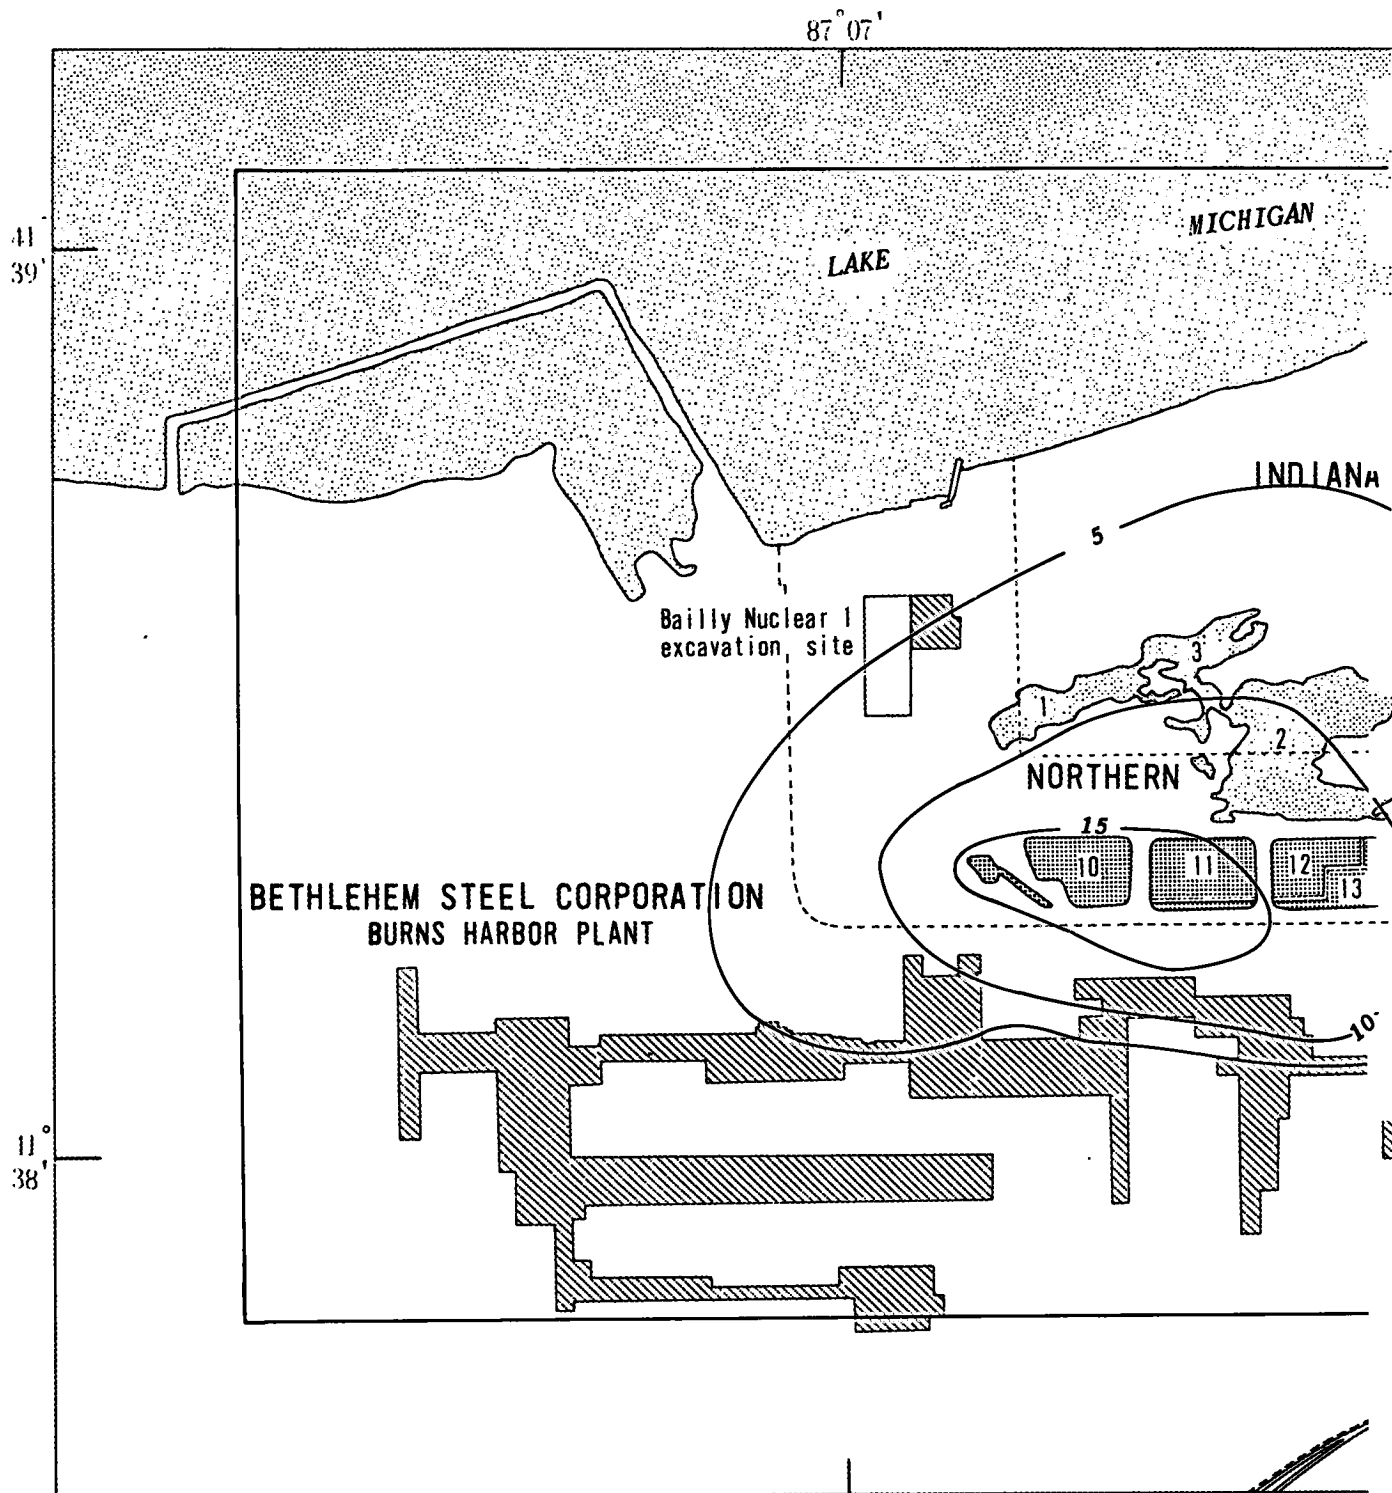 87°07'
41
39'
LAKE
MICHIGAN
INDIANA
5
Bailly Nuclear 1
excavation site
3
1
2
NORTHERN
15
10
11
12
13
BETHLEHEM STEEL CORPORATION
BURNS HARBOR PLANT
10
11°
38'